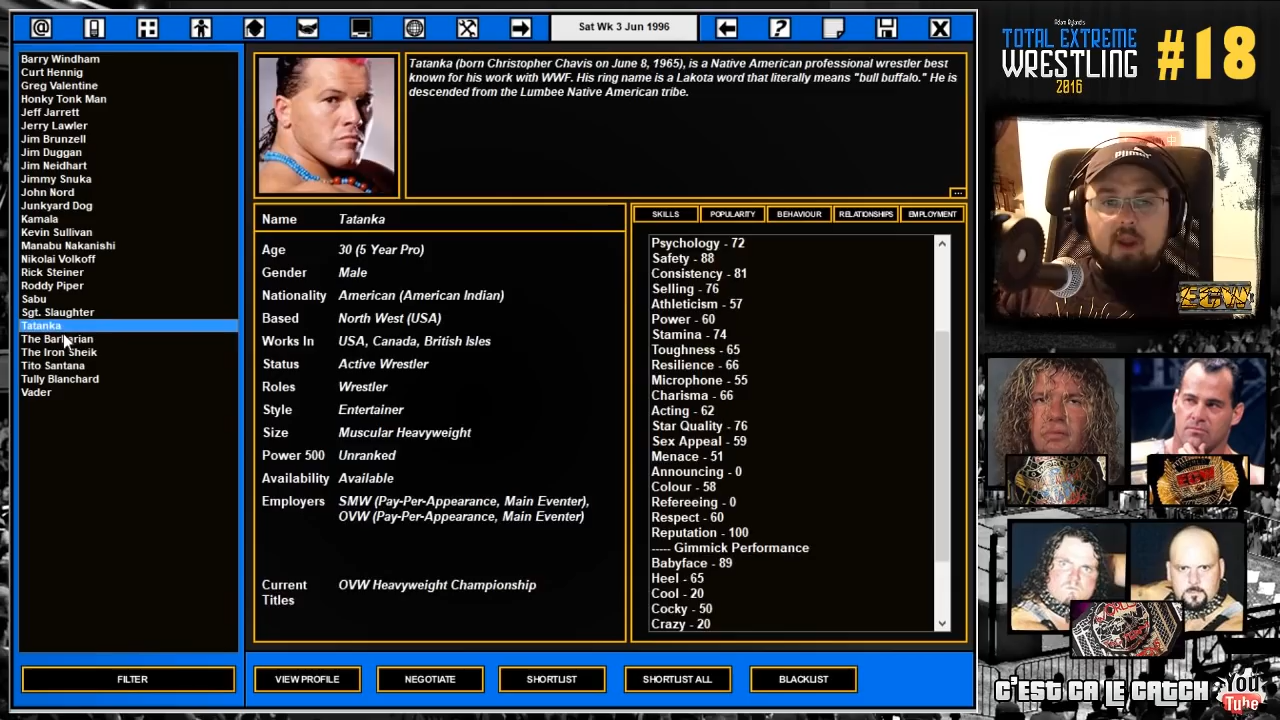 Sat Wk 3 Jun 1996
Barry Windham
Curt Hennig
Greg Valentine
Honky Tonk Man
Jeff Jarrett
Jerry Lawler
Jim Brunzell
Jim Duggan
Jim Neidhart
Jimmy Snuka
John Nord
Junkyard Dog
Kamala
Kevin Sullivan
Manabu Nakanishi
Nikolai Volkoff
Rick Steiner
Roddy Piper
Sabu
Sgt. Slaughter
Tatanka
The Barbarian
The Iron Sheik
Tito Santana
Tully Blanchard
Vader
FILTER
Tatanka (born Christopher Chavis on June 8, 1965), is a Native American professional wrestler best
known for his work with WWF. His ring name is a Lakota word that literally means "bull buffalo." He is
descended from the Lumbee Native American tribe.
...
Name Tatanka
Age 30 (5 Year Pro)
Gender Male
Nationality American (American Indian)
Based North West (USA)
Works In USA, Canada, British Isles
Status Active Wrestler
Roles Wrestler
Style Entertainer
Size Muscular Heavyweight
Power 500 Unranked
Availability Available
Employers SMW (Pay-Per-Appearance, Main Eventer),
OVW (Pay-Per-Appearance, Main Eventer)
Current OVW Heavyweight Championship
Titles
SKILLS POPULARITY BEHAVIOUR RELATIONSHIPS EMPLOYMENT
Psychology - 72
Safety - 88
Consistency - 81
Selling - 76
Athleticism - 57
Power - 60
Stamina - 74
Toughness - 65
Resilience - 66
Microphone - 55
Charisma - 66
Acting - 62
Star Quality - 76
Sex Appeal - 59
Menace - 51
Announcing - 0
Colour - 58
Refereeing - 0
Respect - 60
Reputation - 100
----- Gimmick Performance
Babyface - 89
Heel - 65
Cool - 20
Cocky - 50
Crazy - 20
VIEW PROFILE NEGOTIATE SHORTLIST SHORTLIST ALL BLACKLIST
Adam Ryland's
TOTAL EXTREME
WRESTLING
2016
#18
PUMA
ECW
C'EST ÇA LE CATCH
You
Tube